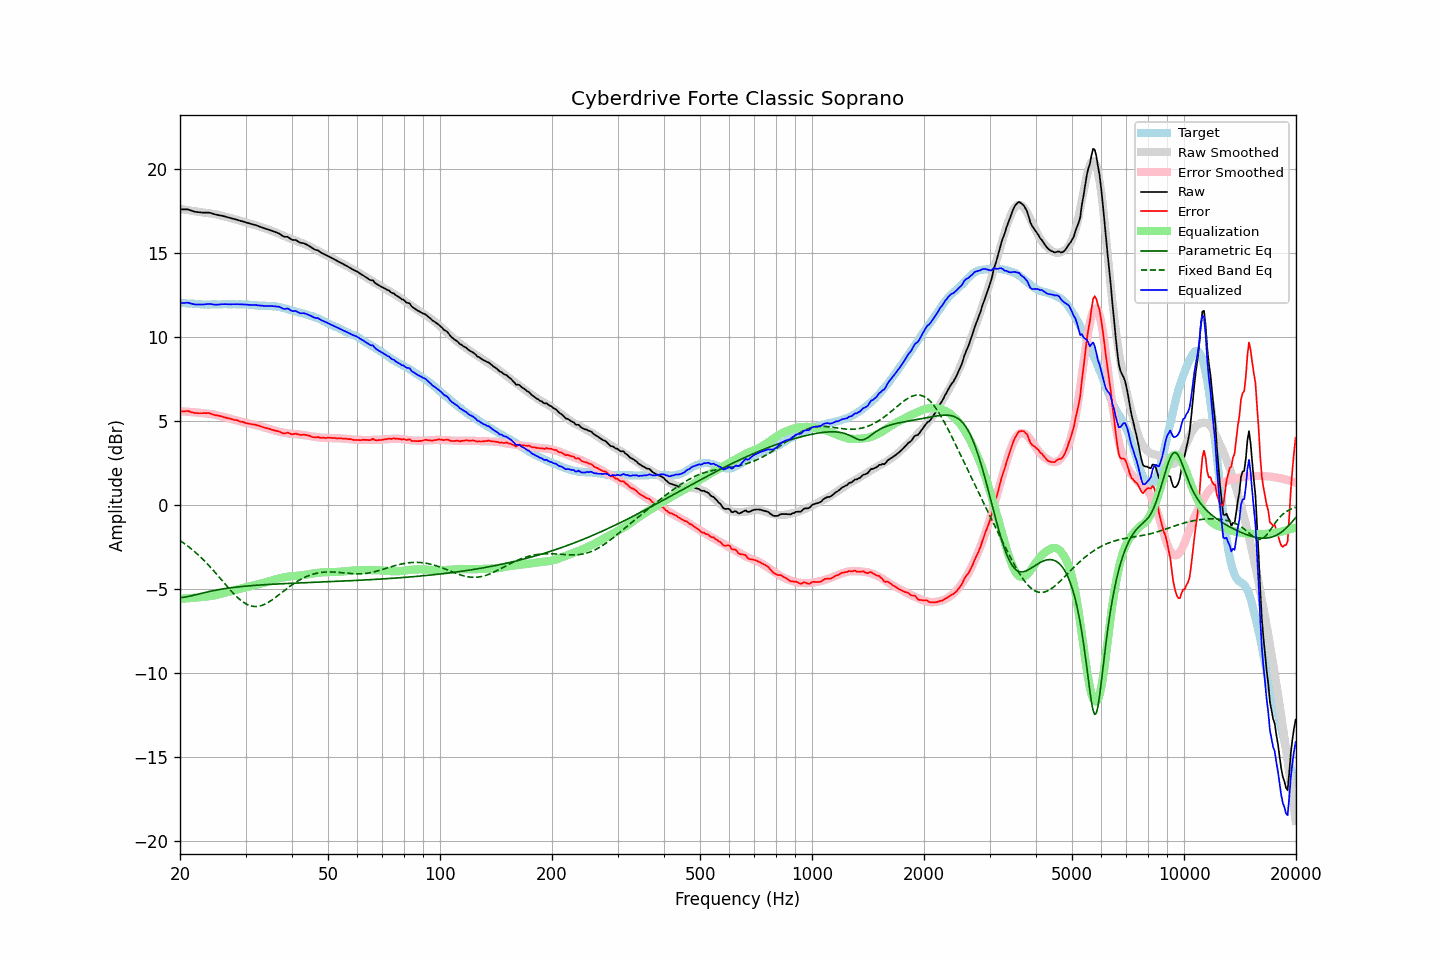 Cyberdrive Forte Classic Soprano
Target
Raw Smoothed
Error Smoothed
Raw
Error
Equalization
Parametric Eq
Fixed Band Eq
Equalized
Amplitude (dBr)
20
15
10
5
0
−5
−10
−15
−20
20 50 100 200 500 1000 2000 5000 10000 20000
Frequency (Hz)